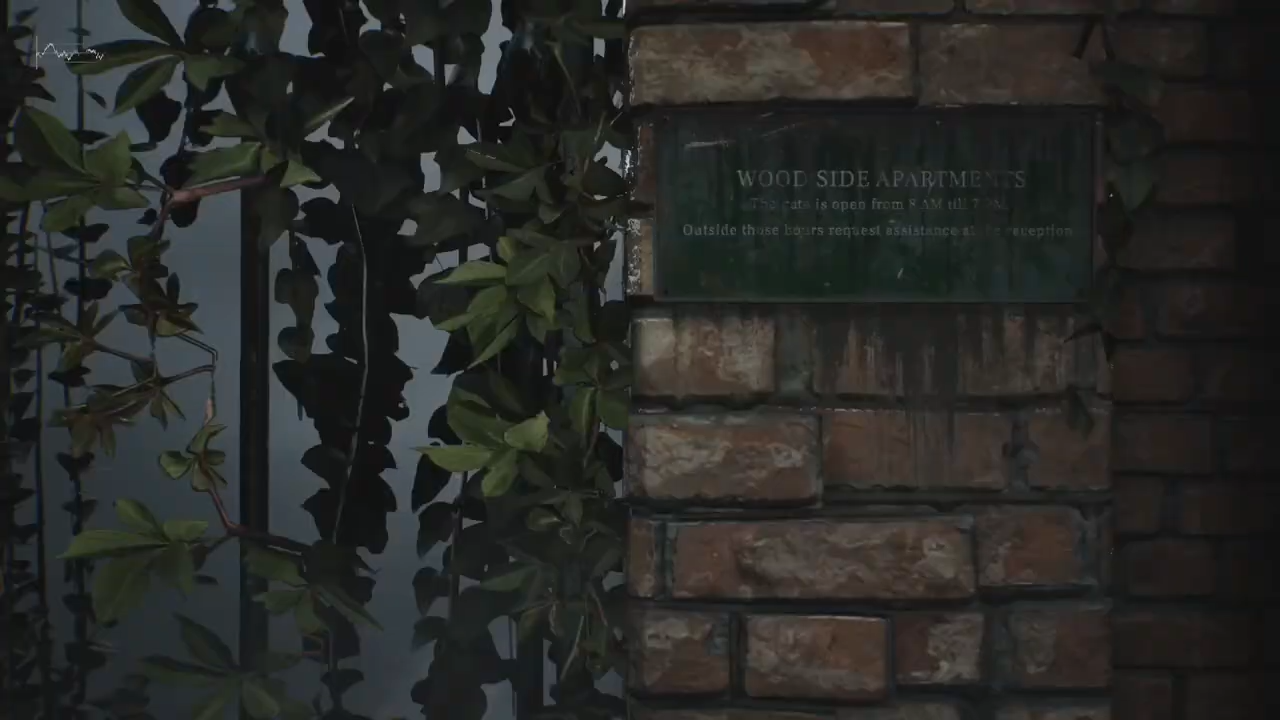 WOOD SIDE APARTMENTS
The gate is open from 8 AM till 7 PM.
Outside those hours request assistance at the reception